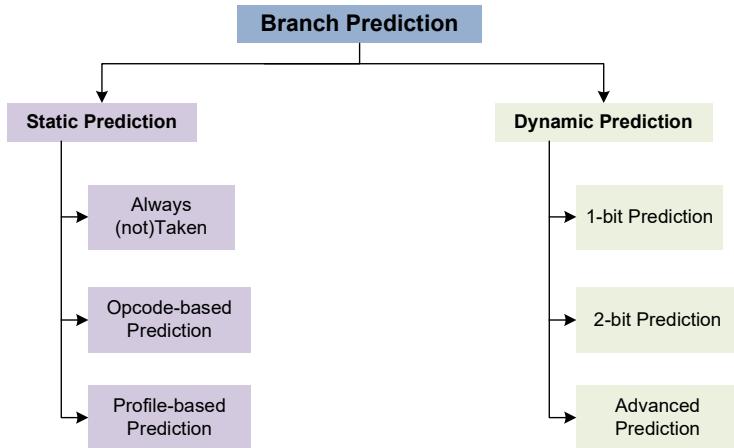 Branch Prediction
Static Prediction
Dynamic Prediction
Always
(not)Taken
1-bit Prediction
Opcode-based
Prediction
2-bit Prediction
Profile-based
Prediction
Advanced
Prediction